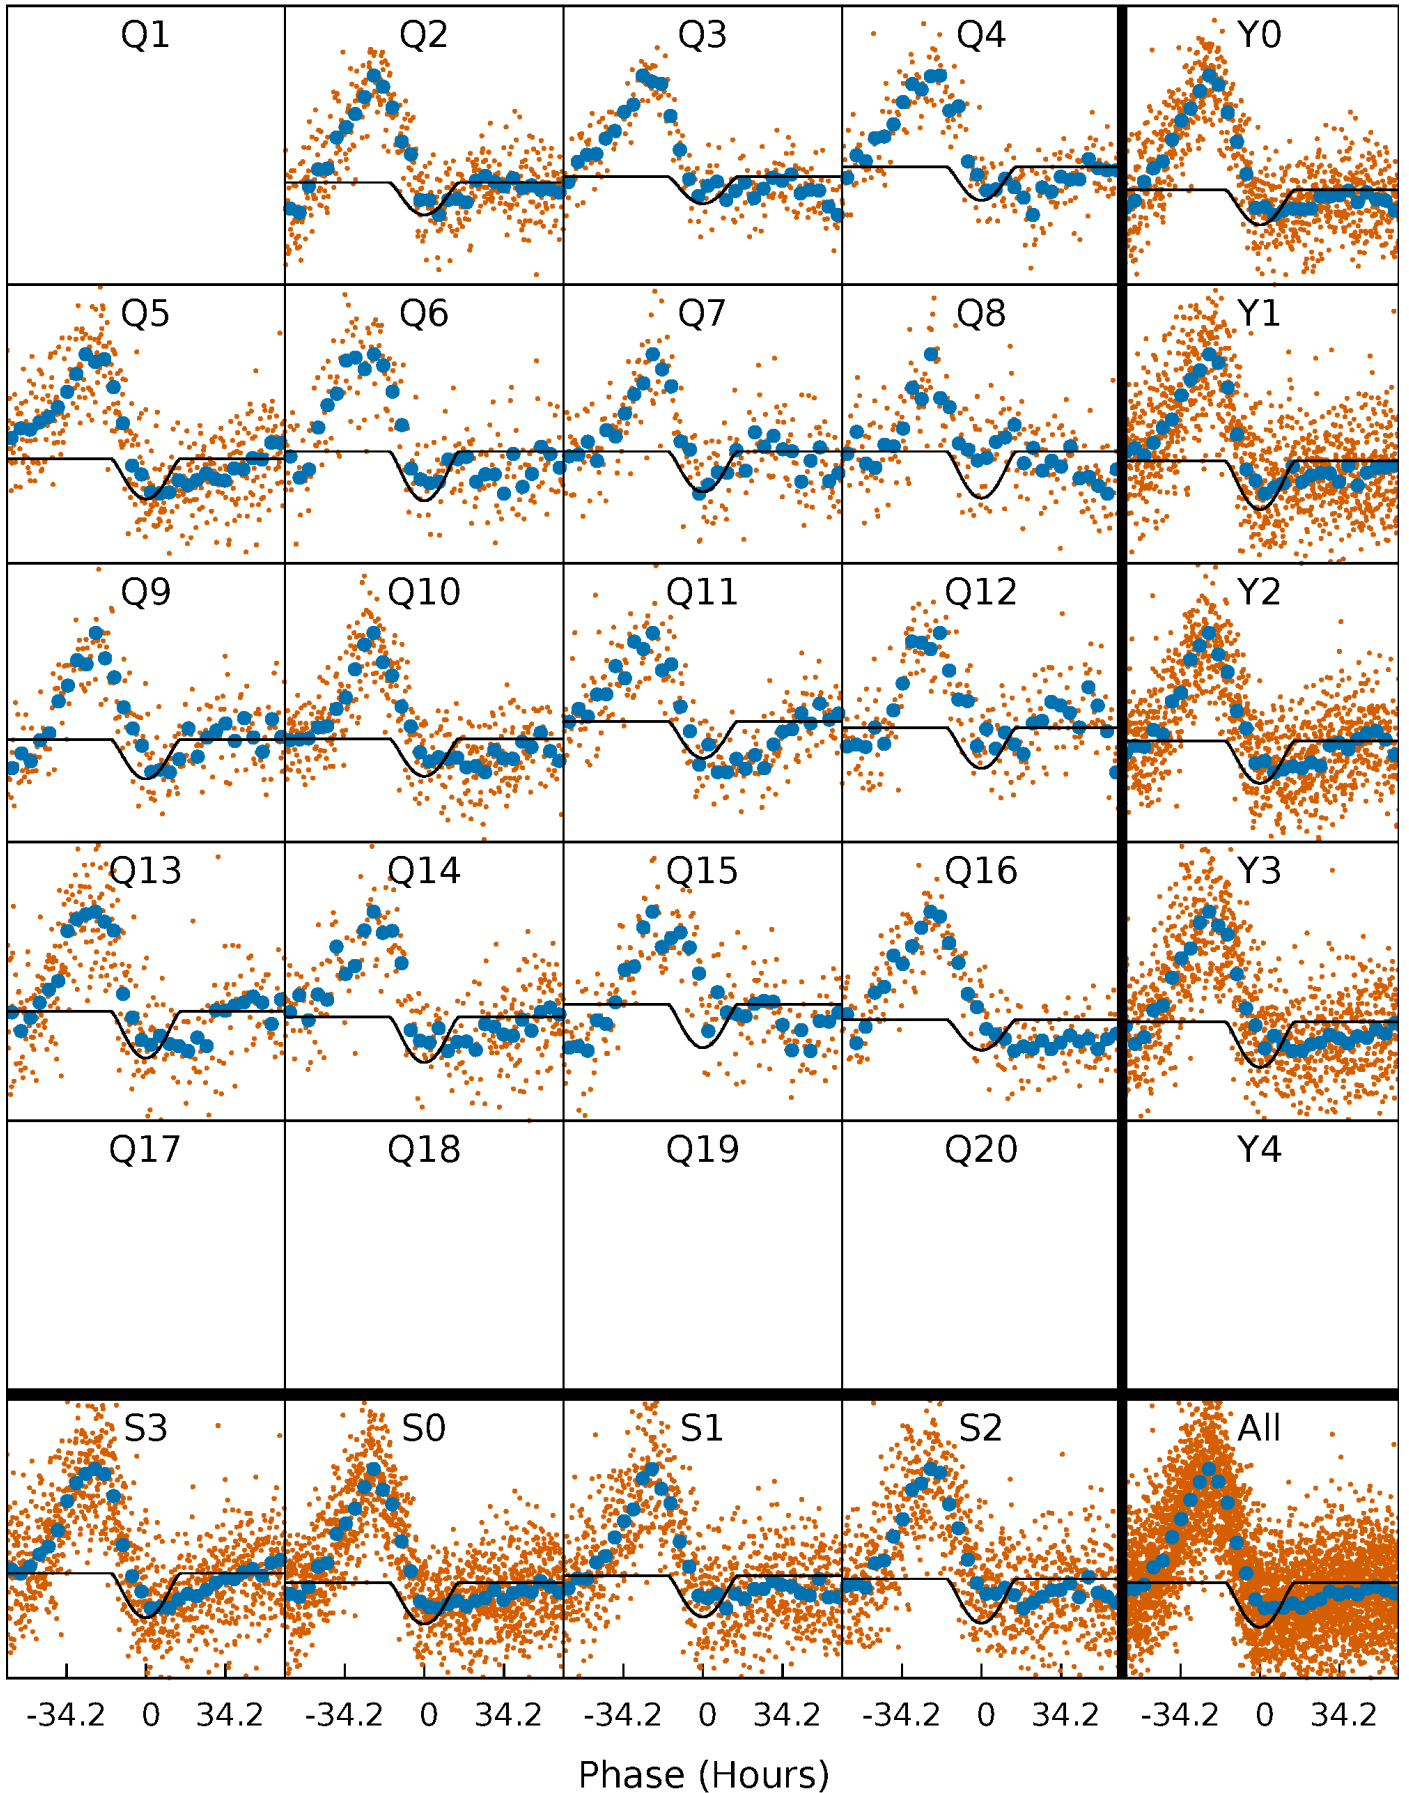 Q1 Q2 Q3 Q4 Y0
Q5 Q6 Q7 Q8 Y1
Q9 Q10 Q11 Q12 Y2
Q13 Q14 Q15 Q16 Y3
Q17 Q18 Q19 Q20 Y4
S3 S0 S1 S2 All
-34.2 0 34.2 -34.2 0 34.2 -34.2 0 34.2 -34.2 0 34.2 -34.2 0 34.2
Phase (Hours)